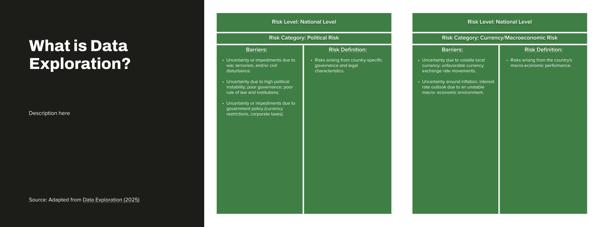 What is Data
Exploration?
Description here
Source: Adapted from Data Exploration (2025)
Risk Level: National Level
Risk Category: Political Risk
Barriers:
• Uncertainty or impediments due to
war, terrorism, and/or civil
disturbance.
• Uncertainty due to high political
instability; poor governance; poor
rule of law and institutions.
• Uncertainty or impediments due to
government policy (currency
restrictions, corporate taxes).
Risk Definition:
• Risks arising from country-specific
governance and legal
characteristics.
Risk Level: National Level
Risk Category: Currency/Macroeconomic Risk
Barriers:
• Uncertainty due to volatile local
currency; unfavorable currency
exchange rate movements.
• Uncertainty around inflation, interest
rate outlook due to an unstable
macro- economic environment.
Risk Definition:
• Risks arising from the country's
macro-economic performance.